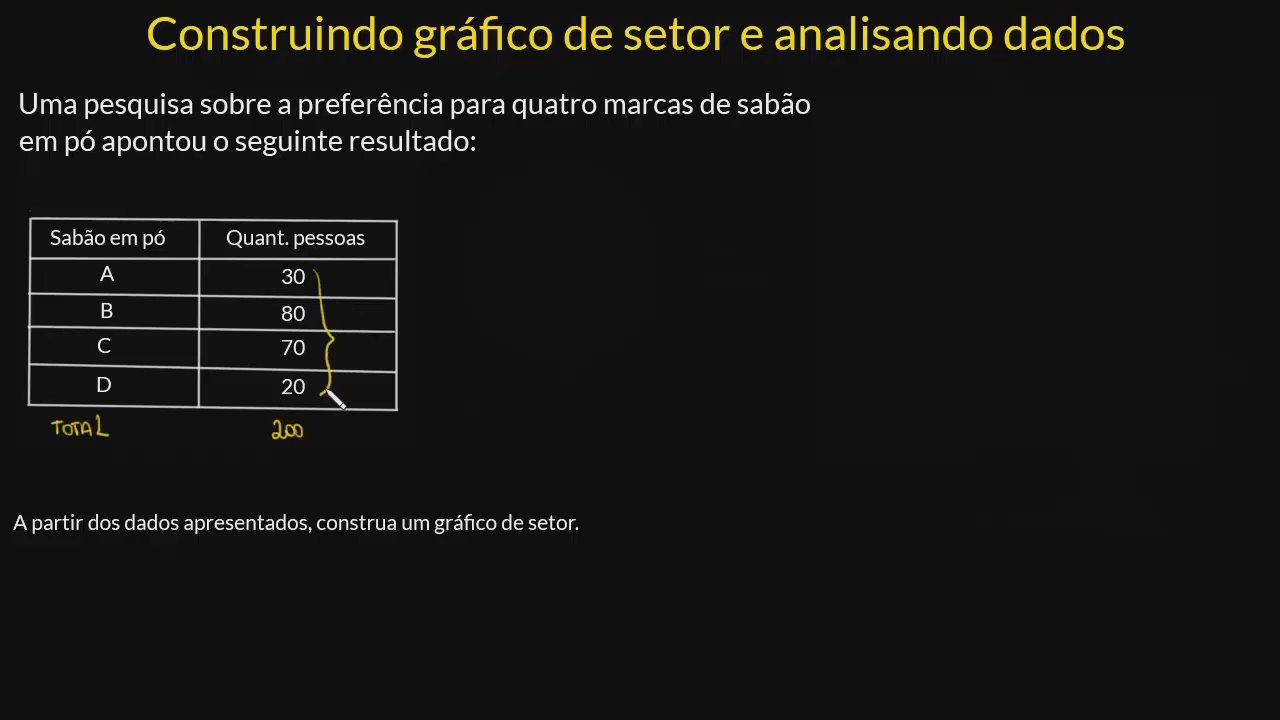 Construindo gráfico de setor e analisando dados
Uma pesquisa sobre a preferência para quatro marcas de sabão
em pó apontou o seguinte resultado:
Sabão em pó Quant. pessoas
A 30
B 80
C 70
D 20
TOTAL 200
A partir dos dados apresentados, construa um gráfico de setor.